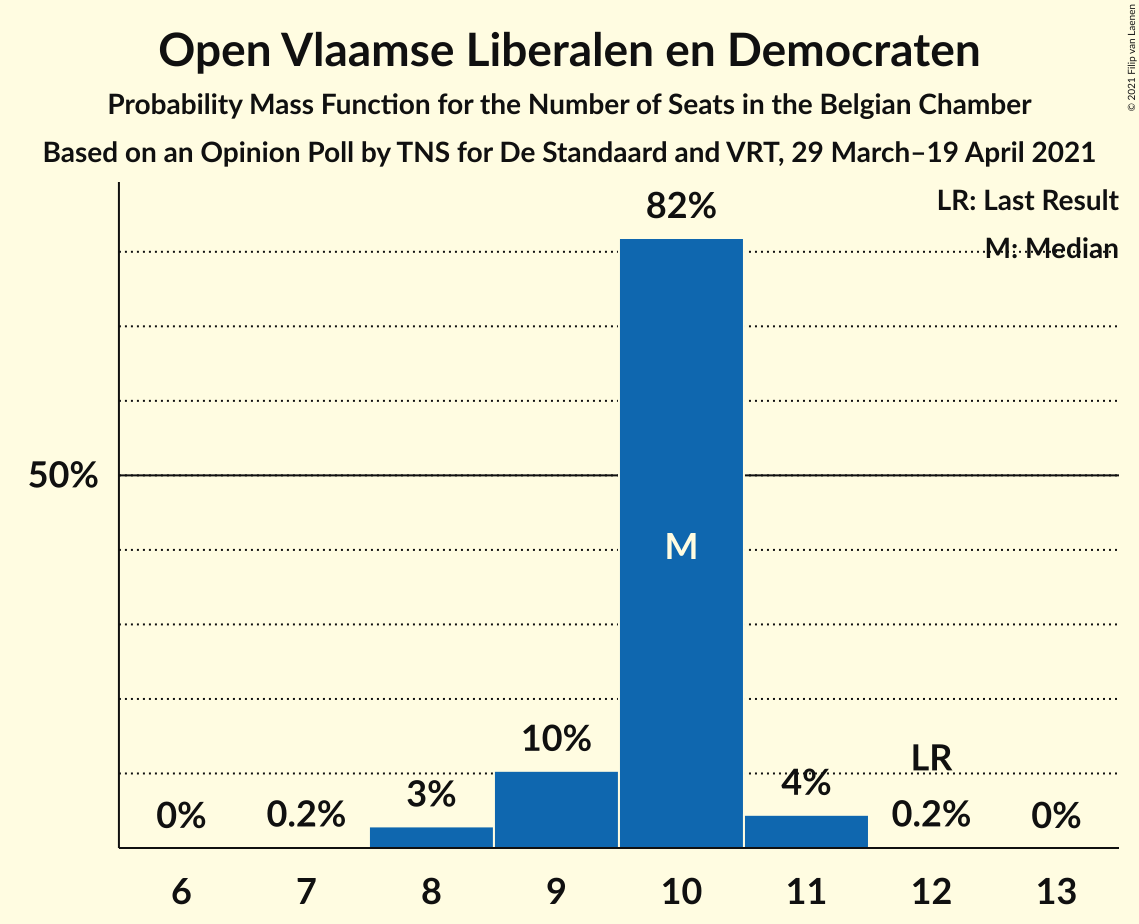 Open Vlaamse Liberalen en Democraten
Probability Mass Function for the Number of Seats in the Belgian Chamber
Based on an Opinion Poll by TNS for De Standaard and VRT, 29 March–19 April 2021
© 2021 Filip van Laenen
LR: Last Result
M: Median
82%
50%
M
10%
LR
3%
4%
0%
0.2%
0.2%
0%
6 7 8 9 10 11 12 13